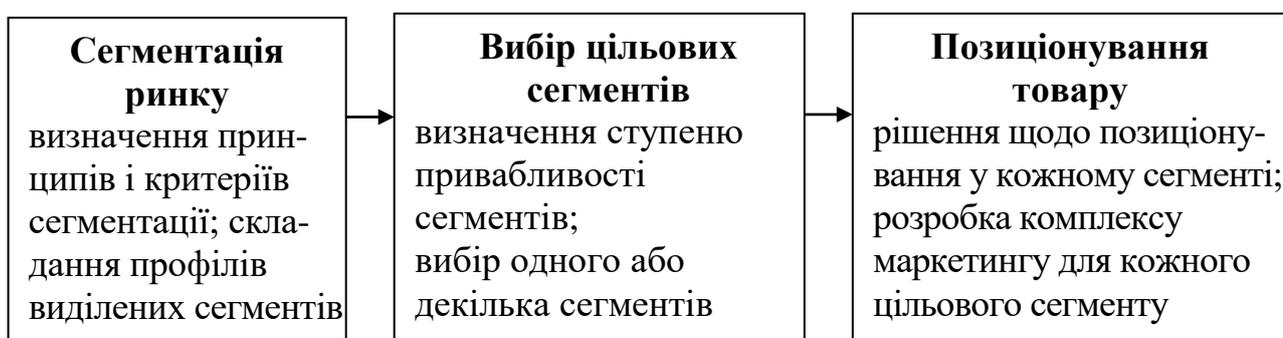 Сегментація
ринку
визначення прин-
ципів і критеріїв
сегментації; скла-
дання профілів
виділених сегментів
Вибір цільових
сегментів
визначення ступеню
привабливості
сегментів;
вибір одного або
декілька сегментів
Позиціонування
товару
рішення щодо позиціону-
вання у кожному сегменті;
розробка комплексу
маркетингу для кожного
цільового сегменту